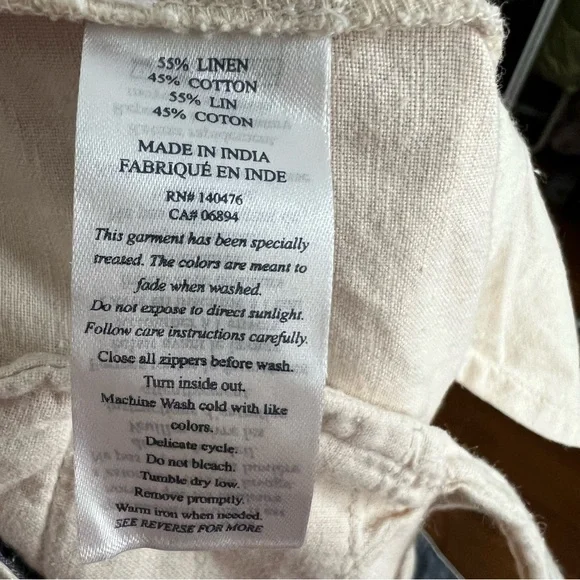 55% LINEN
45% COTTON
55% LIN
45% COTON
MADE IN INDIA
FABRIQUÉ EN INDE
RN# 140476
CA# 06894
This garment has been specially
treated. The colors are meant to
fade when washed.
Do not expose to direct sunlight.
Follow care instructions carefully.
Close all zippers before wash.
Turn inside out.
Machine Wash cold with like
colors.
Delicate cycle.
Do not bleach.
Tumble dry low.
Remove promptly.
Warm iron when needed.
SEE REVERSE FOR MORE